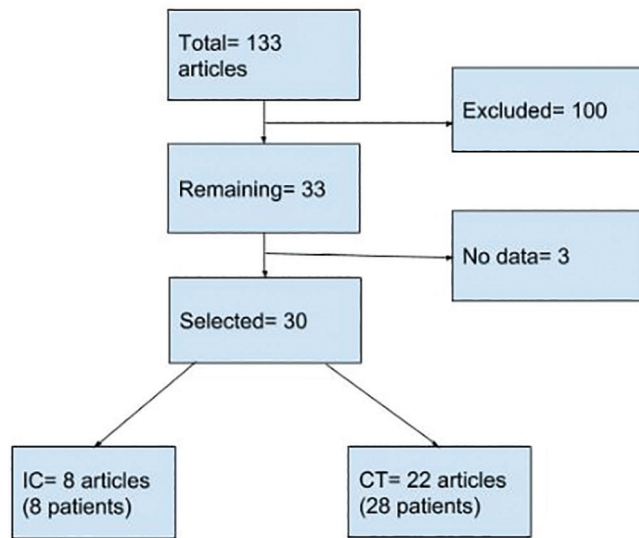 Total= 133
articles
Excluded= 100
Remaining= 33
No data= 3
Selected= 30
IC= 8 articles
(8 patients)
CT= 22 articles
(28 patients)